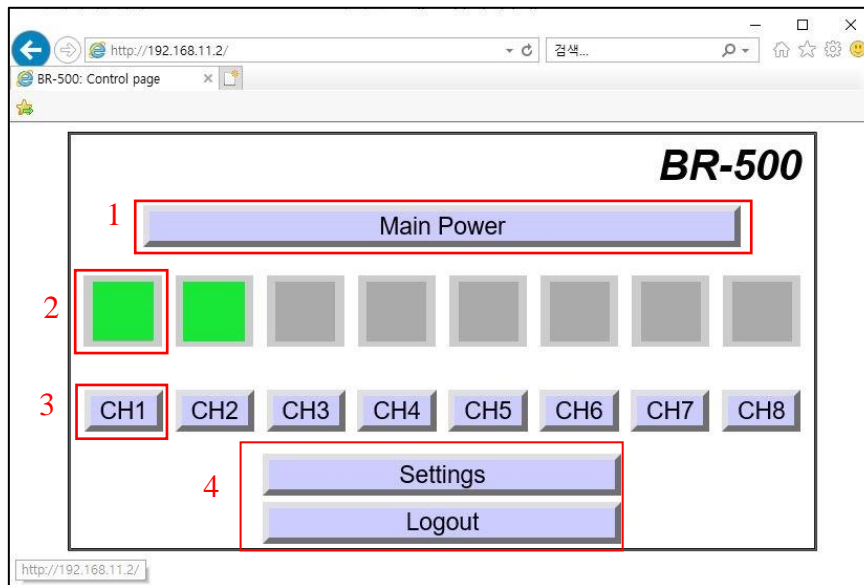 http://192.168.11.2/
검색...
BR-500: Control page
BR-500
1
Main Power
2
3
CH1 CH2 CH3 CH4 CH5 CH6 CH7 CH8
4
Settings
Logout
http://192.168.11.2/